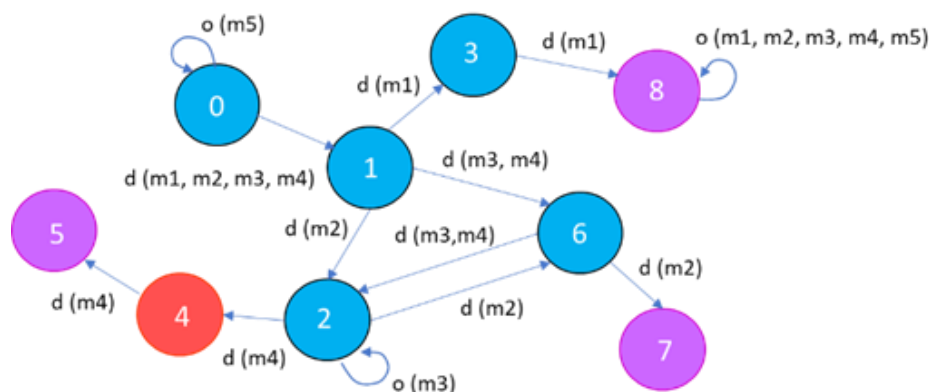 o (m5)
3
d (m1)
o (m1, m2, m3, m4, m5)
d (m1)
8
0
1
d (m3, m4)
d (m1, m2, m3, m4)
5
d (m2)
d (m3,m4)
6
d (m2)
d (m4)
4
2
d (m2)
7
d (m4)
o (m3)